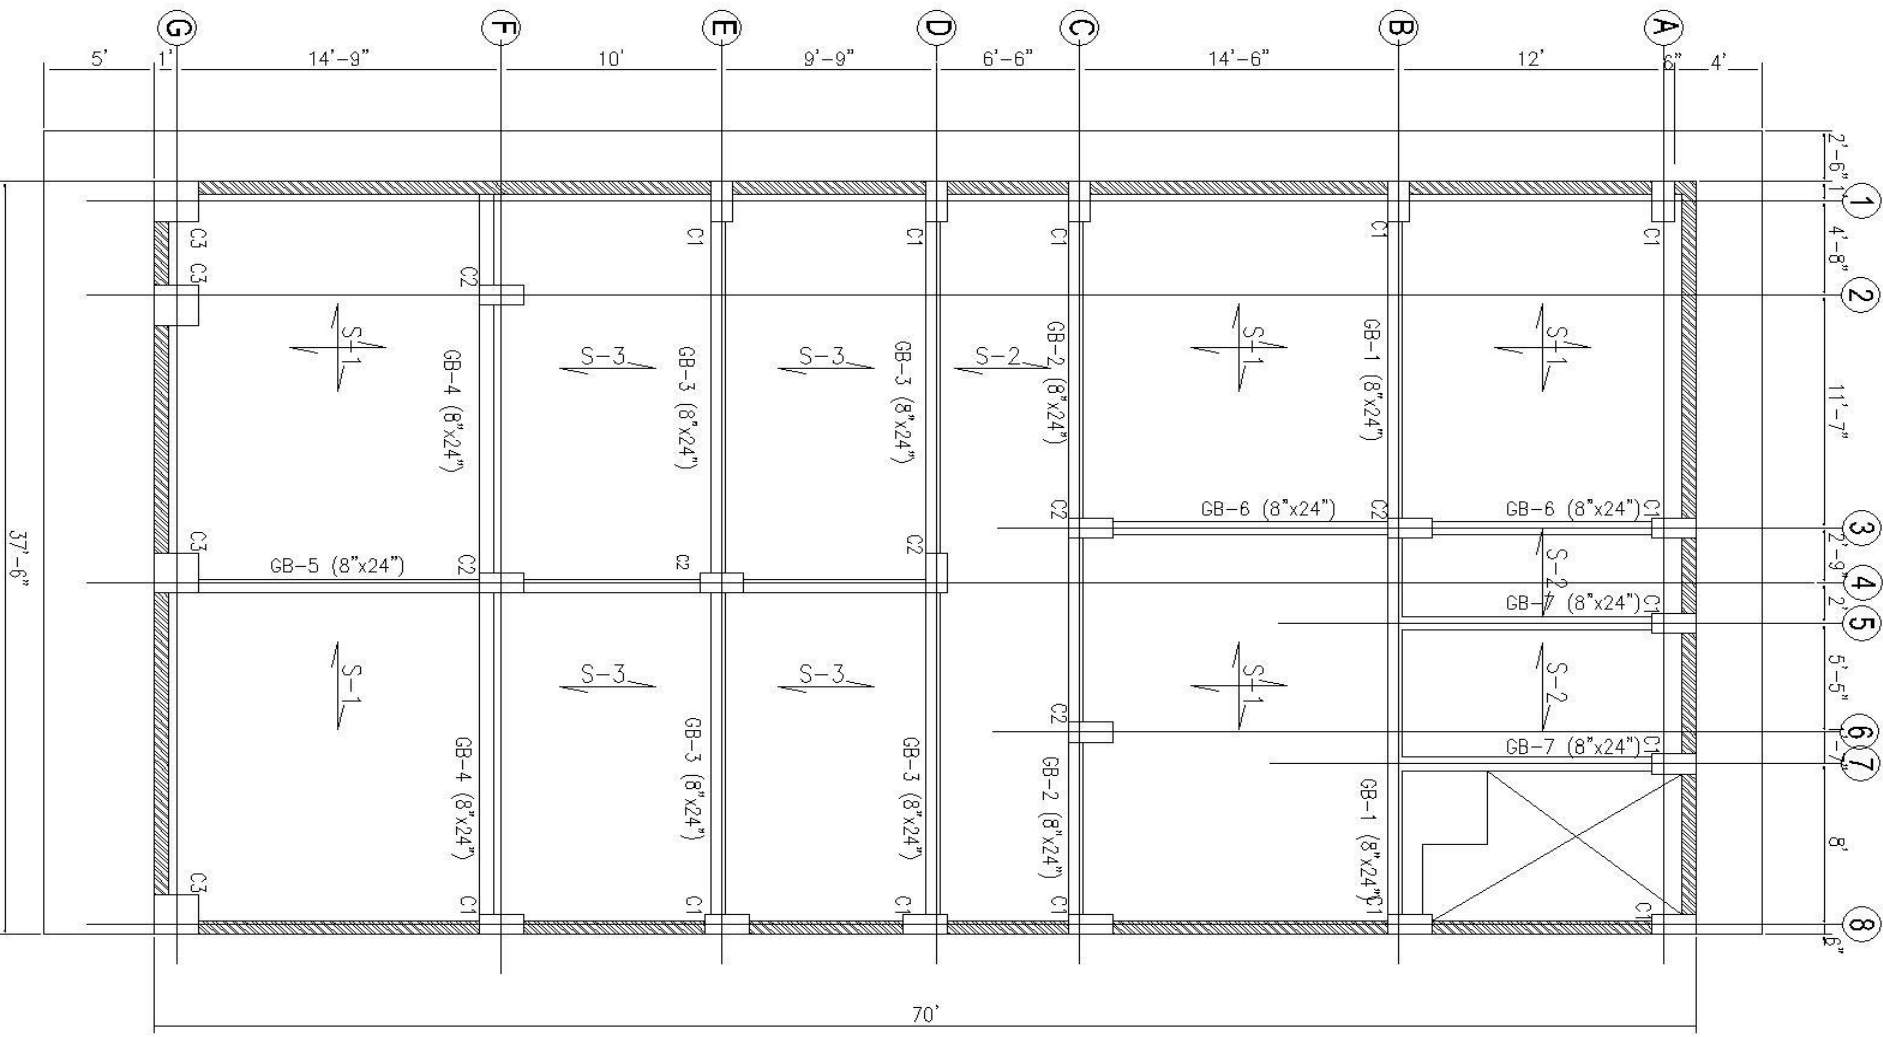 G
F
E
D
C
B
A
5'
1'
14'-9"
10'
9'-9"
6'-6"
14'-6"
12'
6"
4'
2'-6"
1'
1
4'-8"
2
11'-7"
3
2'-9"
4
2'
5
5'-5"
6
7
8'
8
6"
C3
C1
C1
C1
C1
C1
C3
C2
S-1
S-3
S-3
S-2
S-1
S-1
GB-4 (8"x24")
GB-3 (8"x24")
GB-3 (8"x24")
GB-2 (8"x24")
GB-1 (8"x24")
GB-6 (8"x24")
GB-6 (8"x24")
C2
C2
C1
C3
C2
C2
C2
GB-5 (8"x24")
S-2
GB-7 (8"x24")
C1
S-1
S-3
S-3
S-1
S-2
C2
GB-7 (8"x24")
C1
GB-4 (8"x24")
GB-3 (8"x24")
GB-3 (8"x24")
GB-2 (8"x24")
GB-1 (8"x24")
C3
C1
C1
C1
C1
C1
C1
37'-6"
70'